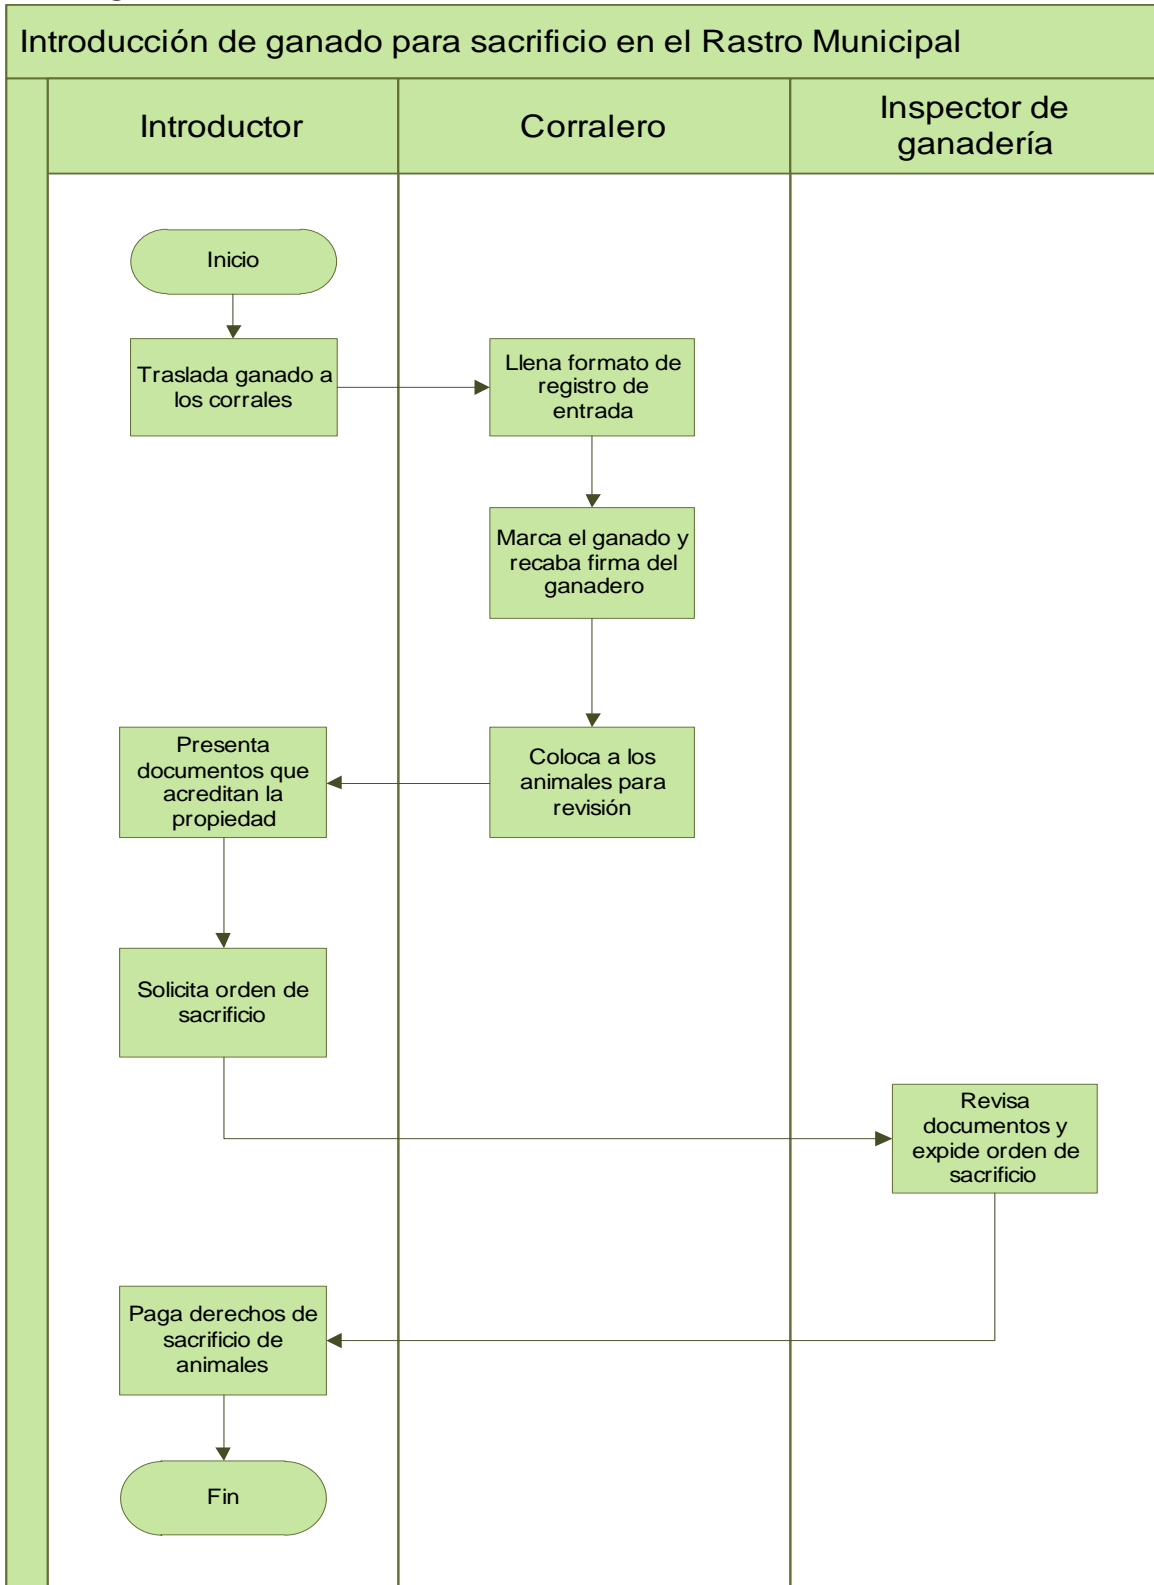 Introducción de ganado para sacrificio en el Rastro Municipal
Introductor
Corralero
Inspector de
ganadería
Inicio
Traslada ganado a
los corrales
Llena formato de
registro de
entrada
Marca el ganado y
recaba firma del
ganadero
Coloca a los
animales para
revisión
Presenta
documentos que
acreditan la
propiedad
Solicita orden de
sacrificio
Revisa
documentos y
expide orden de
sacrificio
Paga derechos de
sacrificio de
animales
Fin